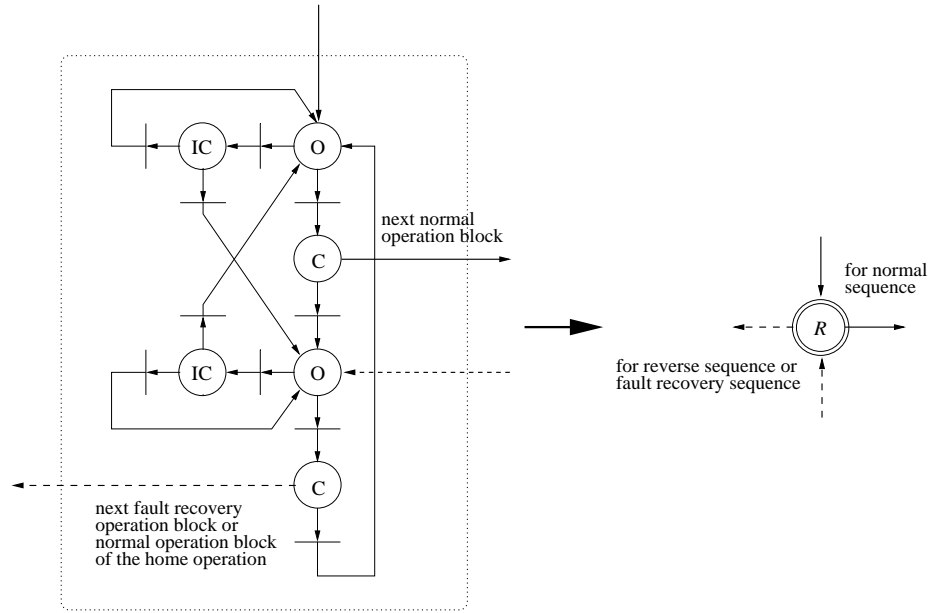 IC
O
next normal
operation block
C
for normal
sequence
R
IC
O
for reverse sequence or
fault recovery sequence
C
next fault recovery
operation block or
normal operation block
of the home operation